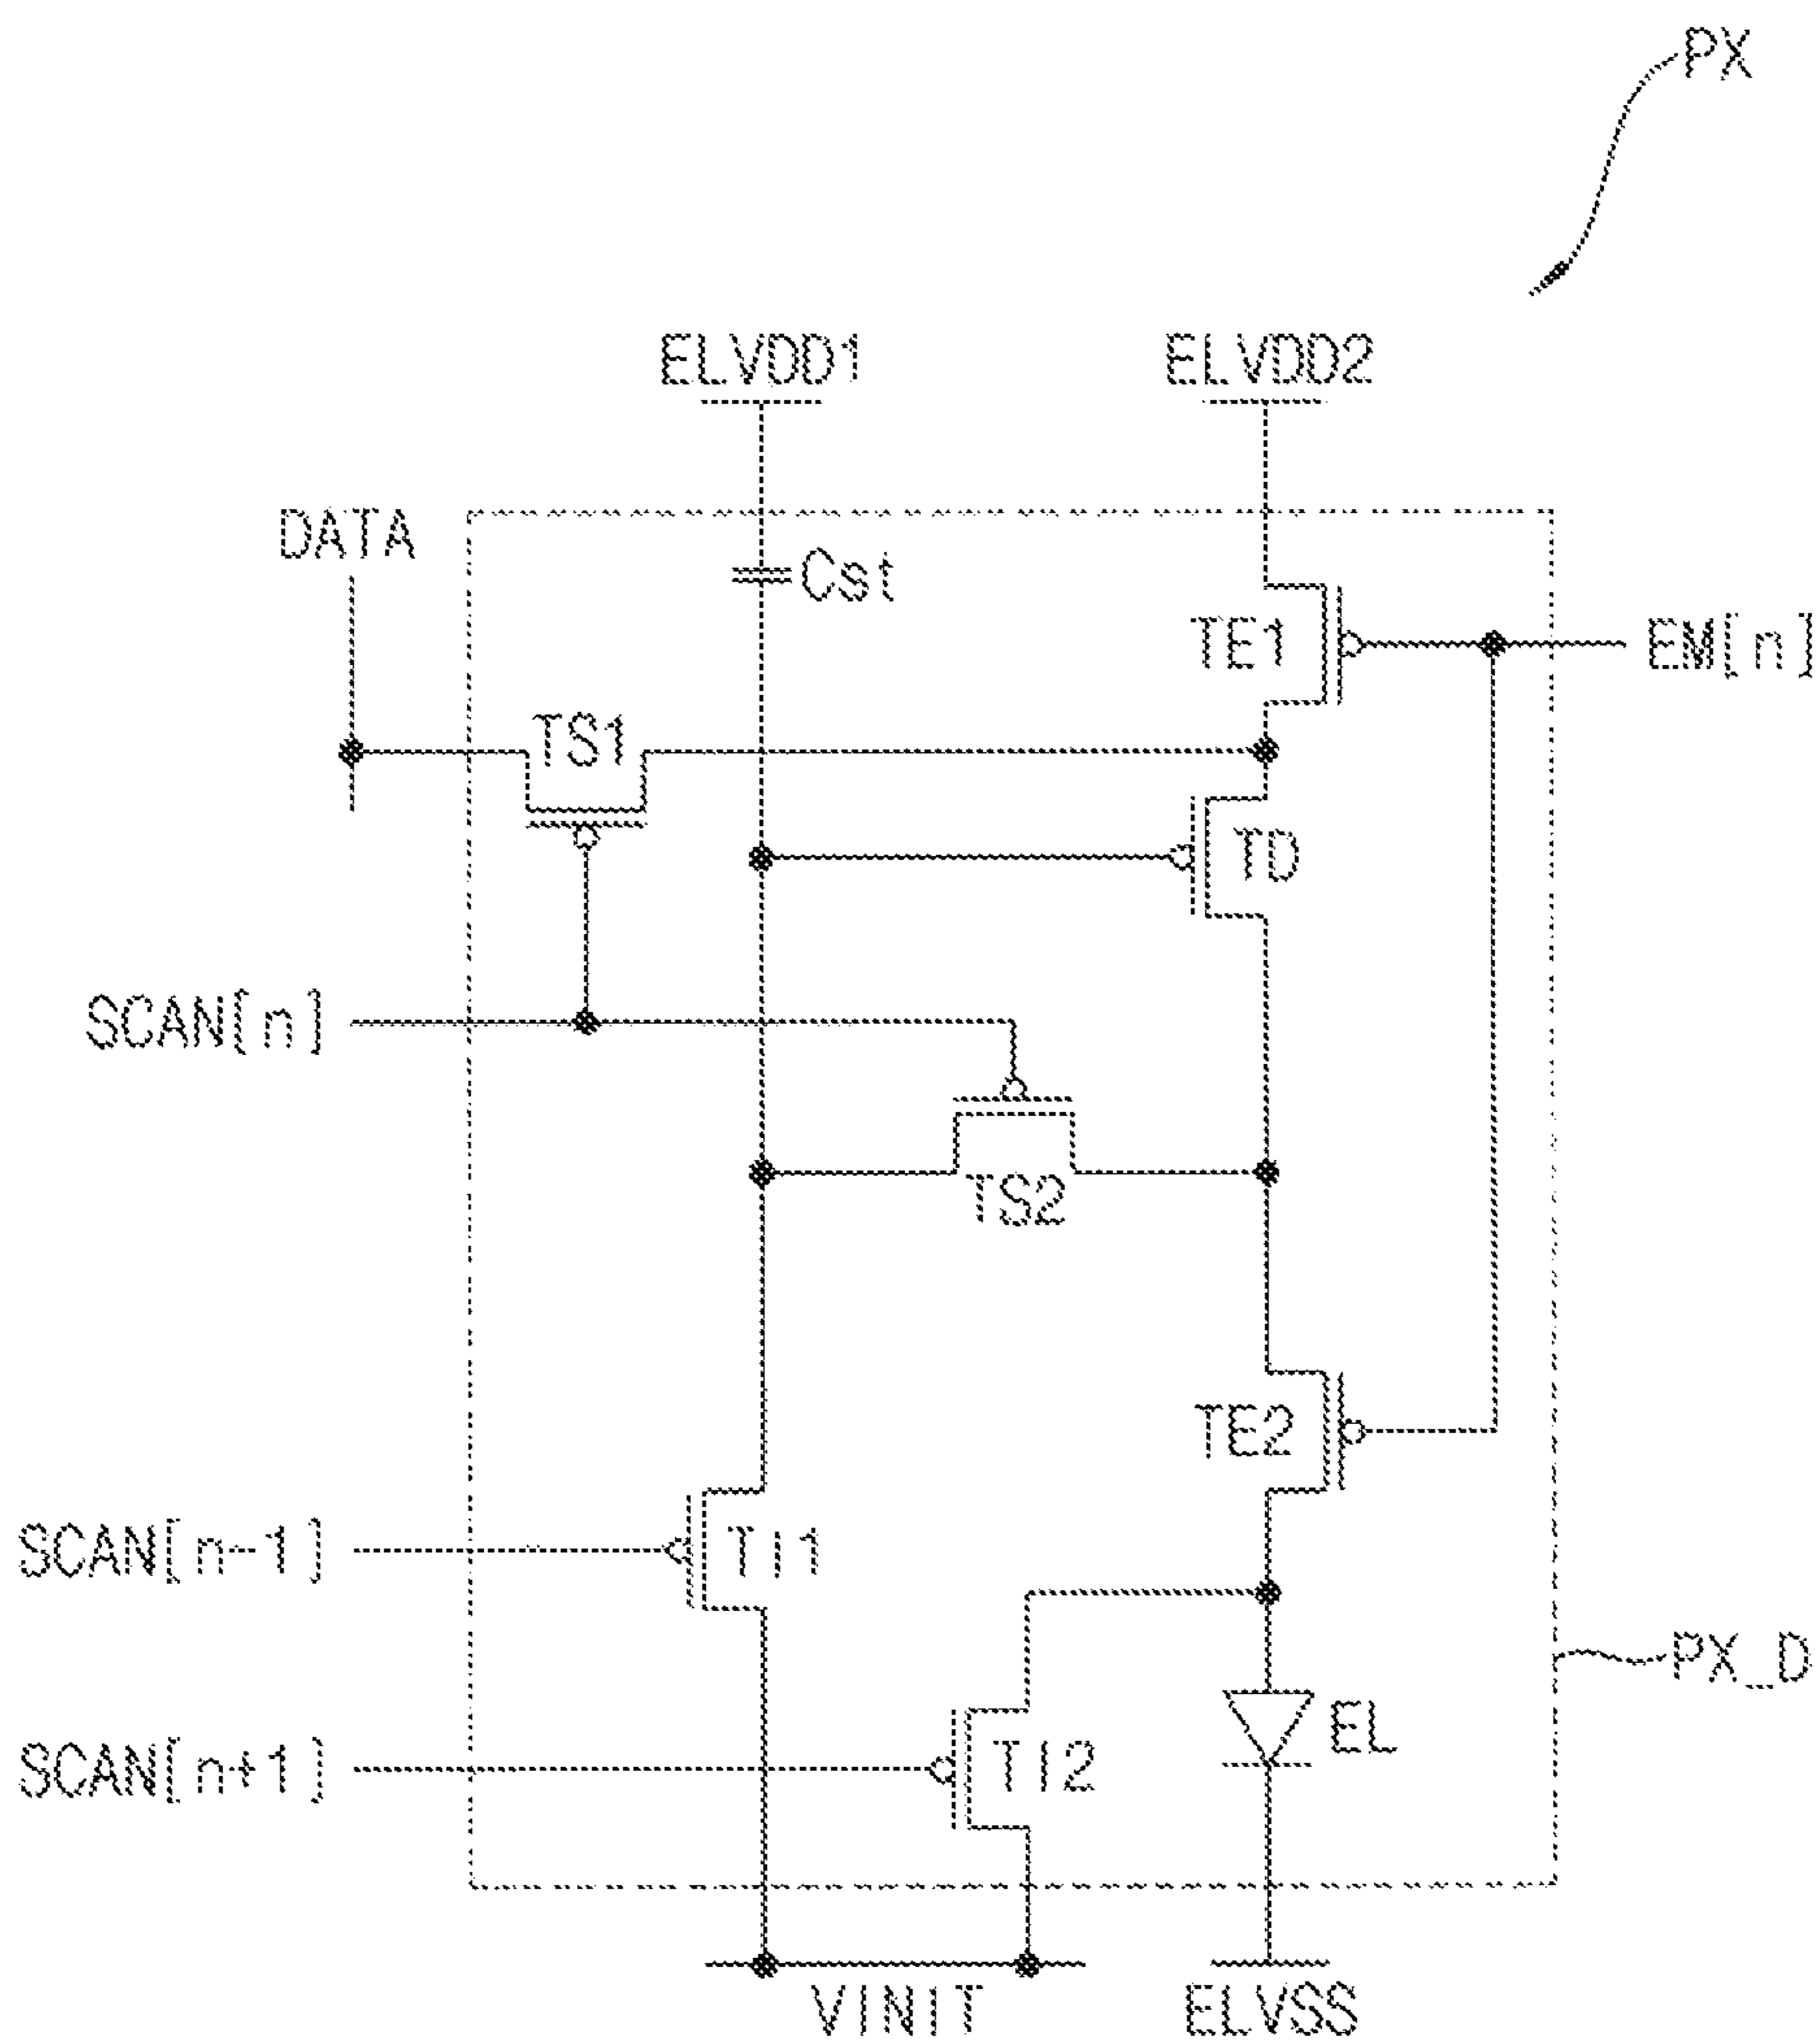 PX
ELVDD1
ELVDD2
DATA
Cst
TE1
EM[n]
TS1
TD
SCAN[n]
TS2
TE2
SCAN[n-1]
TI1
PX_D
EL
SCAN[n+1]
TI2
VINIT
ELVSS